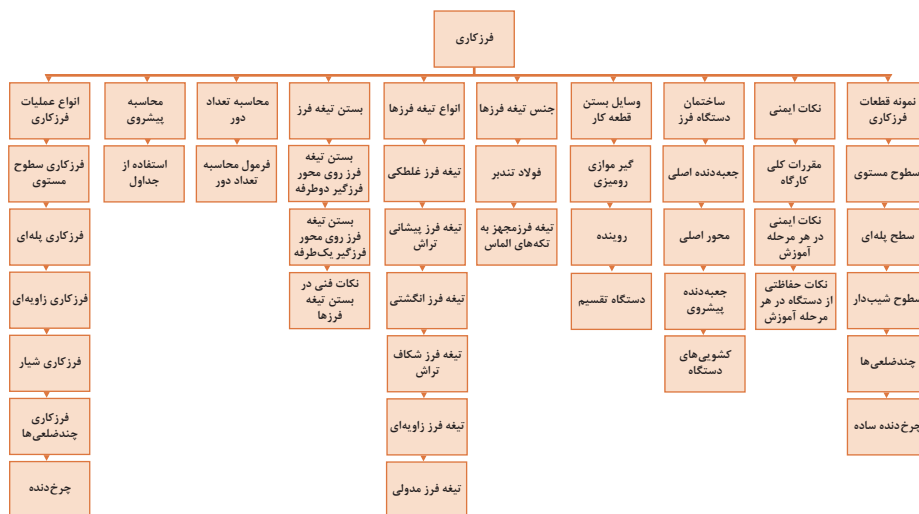 فرزکاری
نمونه قطعات
فرزکاری
سطوح مستوی
سطح پله‌ای
سطوح شیب‌دار
چندضلعی‌ها
چرخ‌دنده ساده
نکات ایمنی
مقررات کلی
کارگاه
نکات ایمنی
در هر مرحله
آموزش
نکات حفاظتی
از دستگاه در هر
مرحله آموزش
ساختمان
دستگاه فرز
جعبه‌دنده اصلی
محور اصلی
جعبه‌دنده
پیشروی
کشویی‌های
دستگاه
وسایل بستن
قطعه کار
گیر موازی
رومیزی
روبنده
دستگاه تقسیم
جنس تیغه فرزها
فولاد تندبر
تیغه فرزمجهز به
تکه‌های الماس
انواع تیغه فرزها
تیغه فرز غلطکی
تیغه فرز پیشانی
تراش
تیغه فرز انگشتی
تیغه فرز شکاف
تراش
تیغه فرز زاویه‌ای
تیغه فرز مدولی
بستن تیغه فرز
بستن تیغه
فرز روی محور
فرزگیر دوطرفه
بستن تیغه
فرز روی محور
فرزگیر یک‌طرفه
نکات فنی در
بستن تیغه
فرزها
محاسبه تعداد
دور
فرمول محاسبه
تعداد دور
محاسبه
پیشروی
استفاده از
جداول
انواع عملیات
فرزکاری
فرزکاری سطوح
مستوی
فرزکاری پله‌ای
فرزکاری زاویه‌ای
فرزکاری شیار
فرزکاری
چندضلعی‌ها
چرخ‌دنده